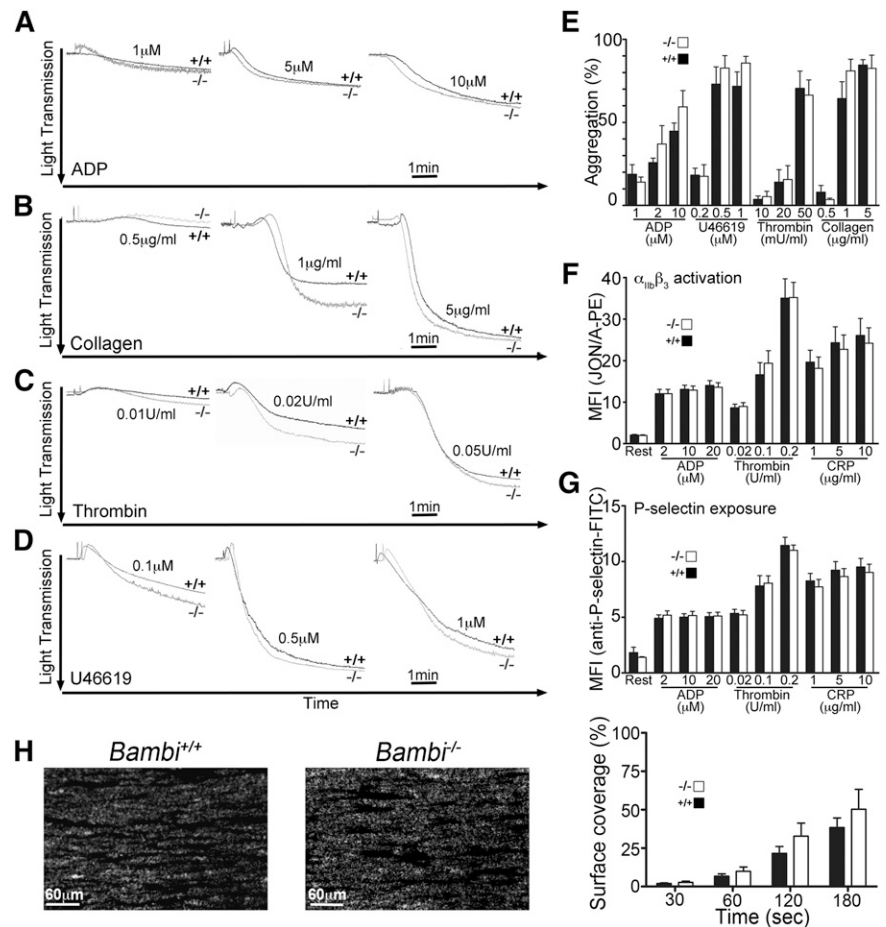 A
Light Transmission
1μM
+/+
-/-
5μM
+/+
-/-
10μM
+/+
-/-
1min
ADP
B
Light Transmission
-/-
+/+
0.5μg/ml
1μg/ml
+/+
-/-
5μg/ml
+/+
-/-
1min
Collagen
C
Light Transmission
+/+
-/-
0.01U/ml
0.02U/ml
+/+
-/-
0.05U/ml
+/+
-/-
1min
Thrombin
D
Light Transmission
0.1μM
+/+
-/-
0.5μM
+/+
-/-
1μM
+/+
-/-
1min
U46619
Time
E
Aggregation (%)
100
50
0
-/-
+/+
1 2 10 0.2 0.5 1 10 20 50 0.5 1 5
ADP U46619 Thrombin Collagen
(μM) (μM) (mU/ml) (μg/ml)
F
αIIbβ3 activation
MFI (JON/A-PE)
40
30
20
10
0
-/-
+/+
Rest 2 10 20 0.02 0.1 0.2 1 5 10
ADP Thrombin CRP
(μM) (U/ml) (μg/ml)
G
P-selectin exposure
MFI (anti-P-selectin-FITC)
15
10
5
0
-/-
+/+
Rest 2 10 20 0.02 0.1 0.2 1 5 10
ADP Thrombin CRP
(μM) (U/ml) (μg/ml)
H
Bambi+/+
Bambi-/-
60μm
60μm
Surface coverage (%)
100
75
50
25
0
-/-
+/+
30 60 120 180
Time (sec)